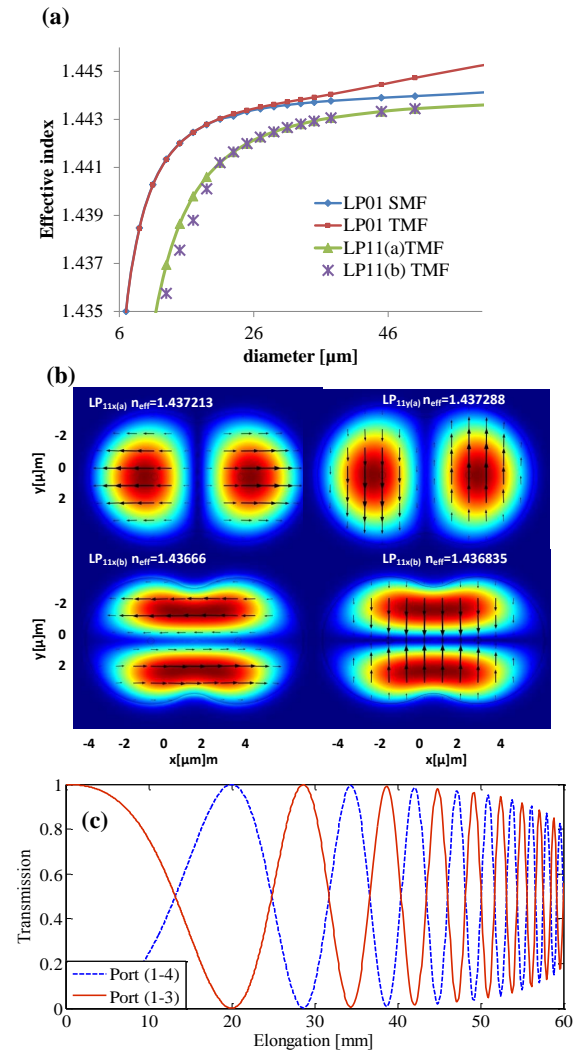 (a)
1.445
1.443
1.441
1.439
1.437
1.435
Effective index
LP01 SMF
LP01 TMF
LP11(a)TMF
LP11(b) TMF
6 26 46
diameter [µm]
(b)
LP11x(a) neff=1.437213
LP11y(a) neff=1.437288
-2
0
2
y[µ]m]
LP11x(b) neff=1.43666
LP11x(b) neff=1.436835
-2
0
2
y[µ]m]
-4 -2 0 2 4
x[µm]m
-4 -2 0 2 4
x[µ]m]
(c)
1
0.8
0.6
0.4
0.2
0
Transmission
Port (1-4)
Port (1-3)
0 10 20 30 40 50 60
Elongation [mm]